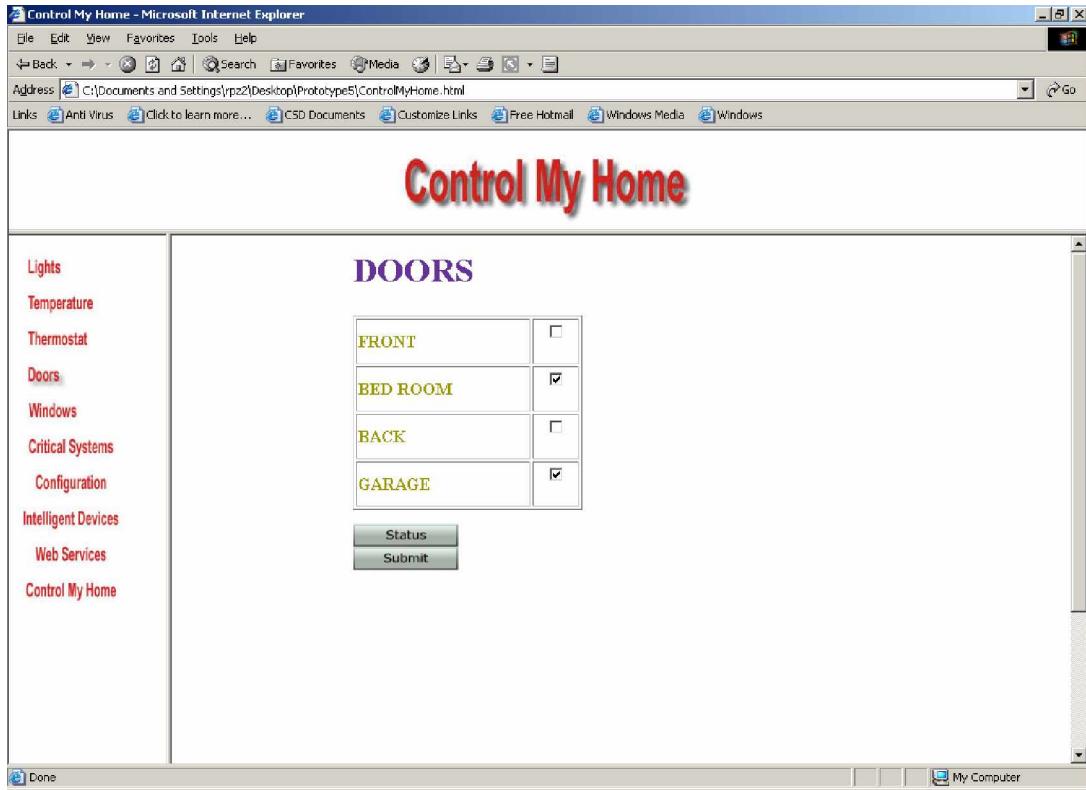 Control My Home - Microsoft Internet Explorer
File Edit View Favorites Tools Help
Back Search Favorites Media
Address C:\Documents and Settings\rpz2\Desktop\Prototype5\ControlMyHome.html Go
Links Anti Virus Click to learn more... CSD Documents Customize Links Free Hotmail Windows Media Windows
Control My Home
Lights
Temperature
Thermostat
Doors
Windows
Critical Systems
Configuration
Intelligent Devices
Web Services
Control My Home
DOORS
FRONT
BED ROOM
BACK
GARAGE
Status
Submit
Done My Computer